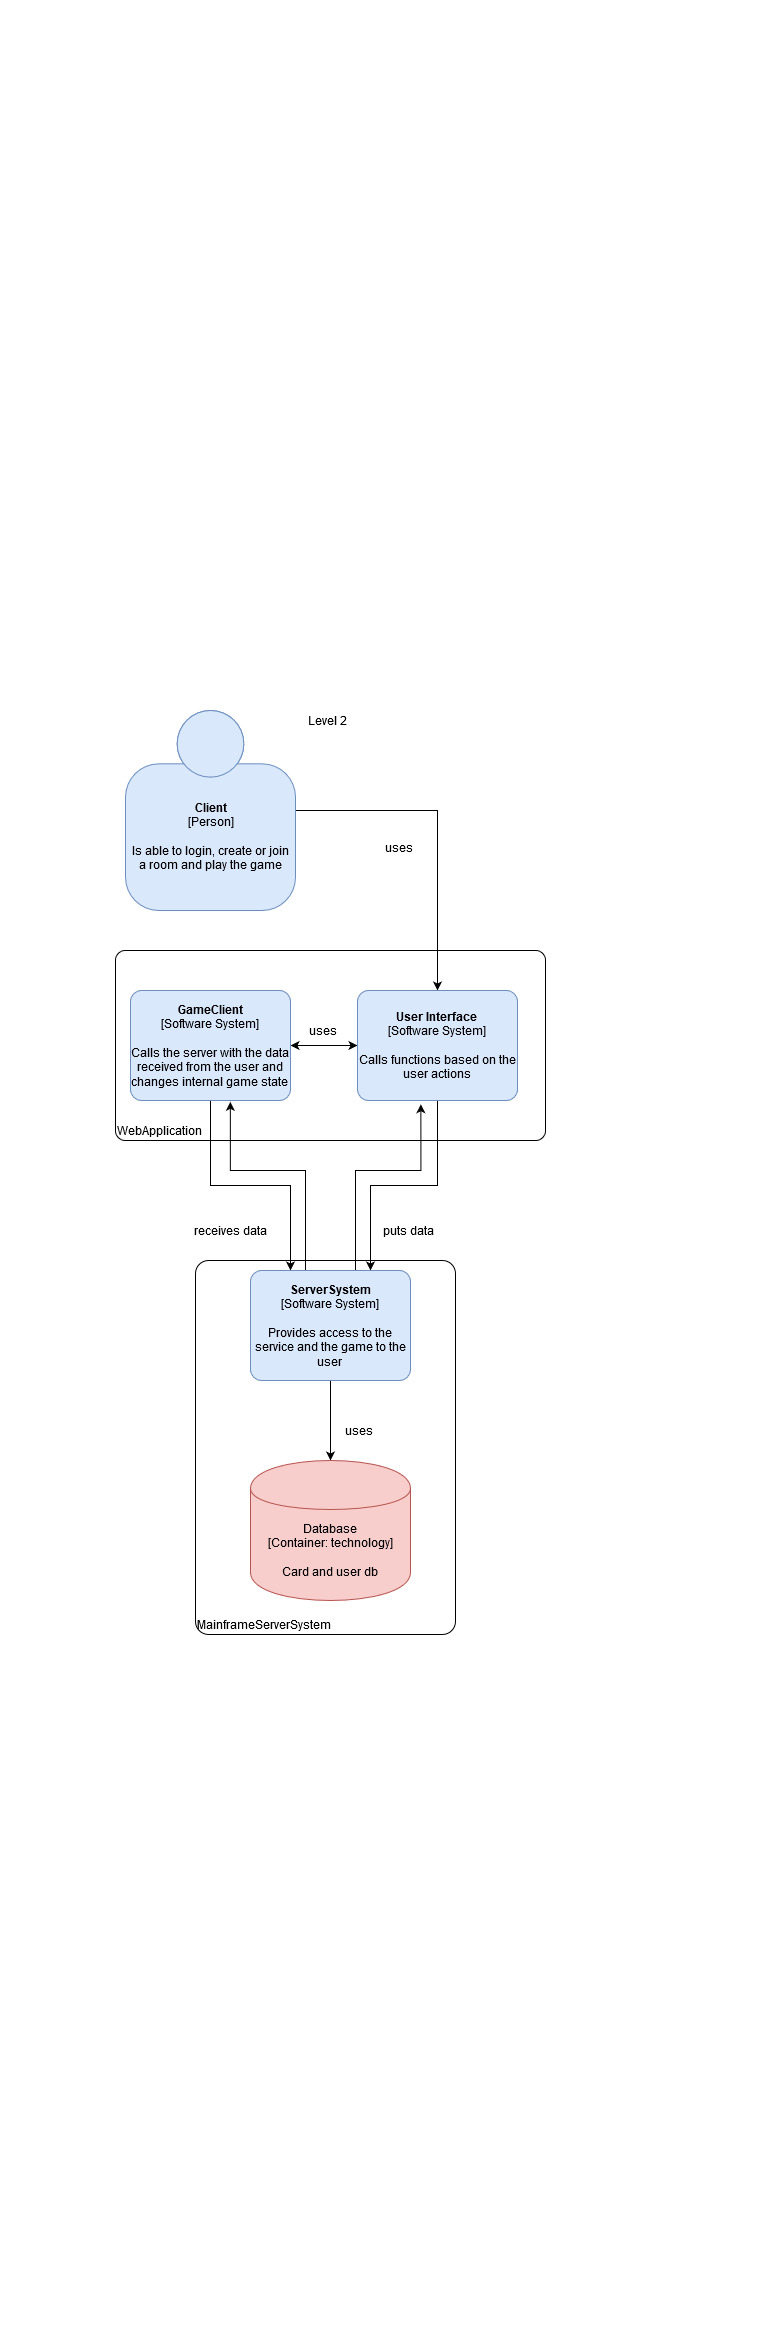 Level 2
Client
[Person]
Is able to login, create or join
a room and play the game
uses
GameClient
[Software System]
Calls the server with the data
received from the user and
changes internal game state
uses
User Interface
[Software System]
Calls functions based on the
user actions
WebApplication
receives data
puts data
ServerSystem
[Software System]
Provides access to the
service and the game to the
user
uses
Database
[Container: technology]
Card and user db
MainframeServerSystem